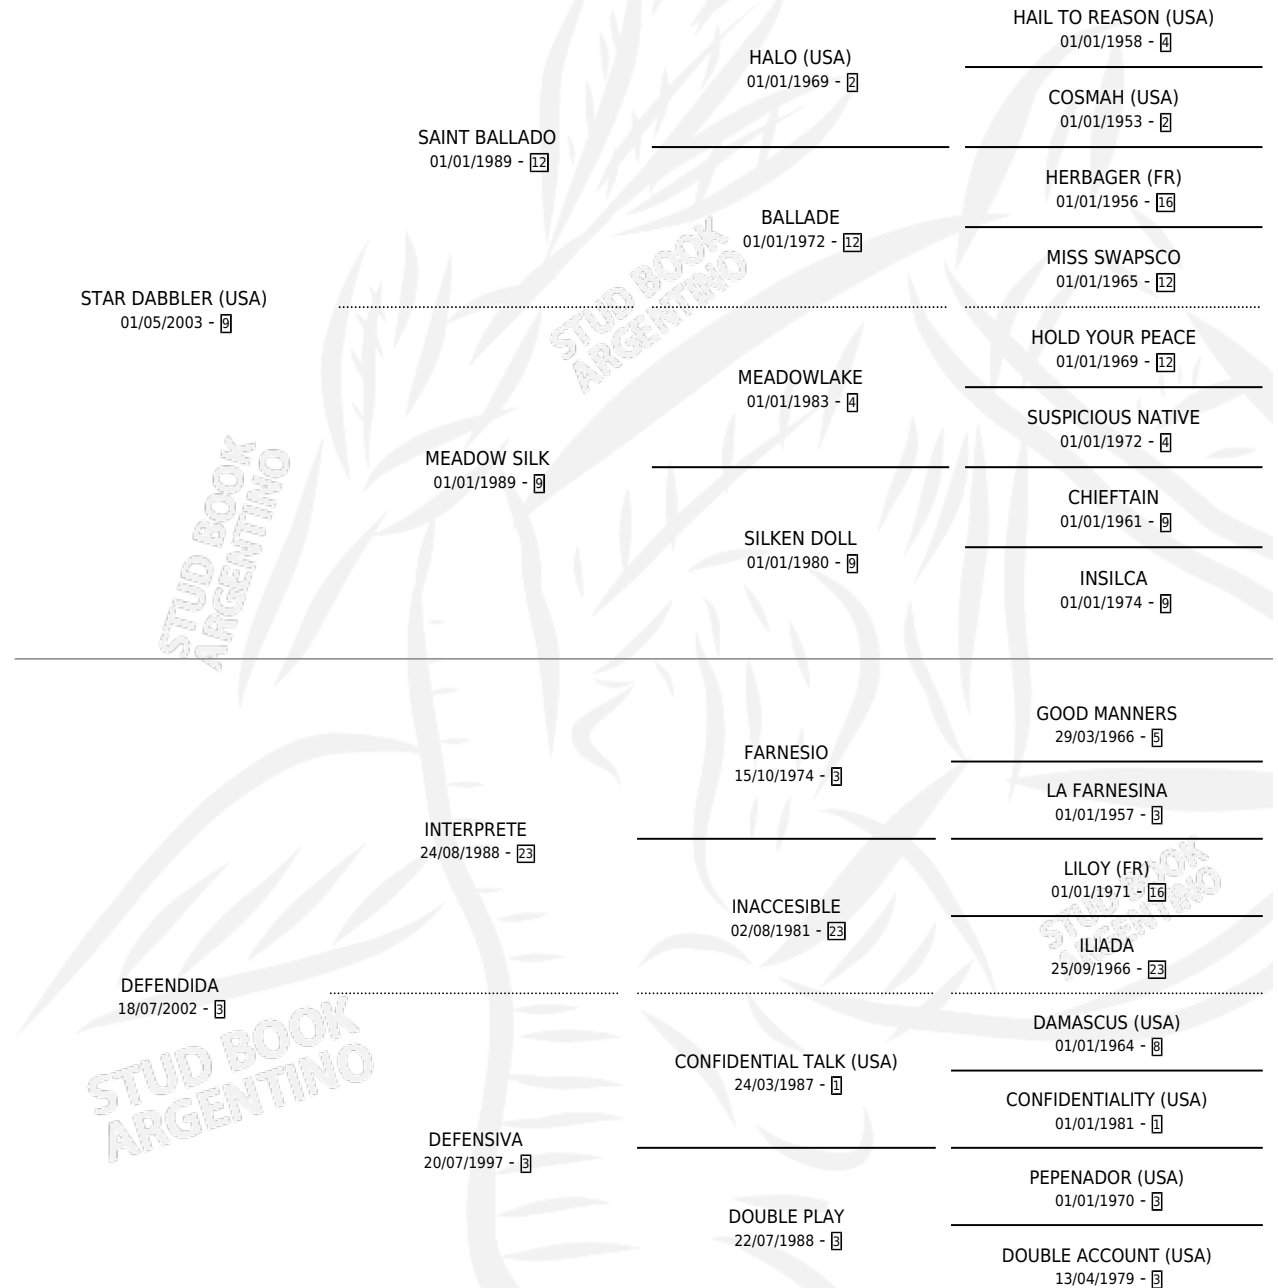 HAIL TO REASON (USA)
01/01/1958 - 4
HALO (USA)
01/01/1969 - 2
COSMAH (USA)
01/01/1953 - 2
SAINT BALLADO
01/01/1989 - 12
HERBAGER (FR)
01/01/1956 - 16
BALLADE
01/01/1972 - 12
MISS SWAPSCO
01/01/1965 - 12
STAR DABBLER (USA)
01/05/2003 - 9
STUD BOOK
ARGENTINO
HOLD YOUR PEACE
01/01/1969 - 12
MEADOWLAKE
01/01/1983 - 4
SUSPICIOUS NATIVE
01/01/1972 - 4
MEADOW SILK
01/01/1989 - 9
CHIEFTAIN
01/01/1961 - 9
SILKEN DOLL
01/01/1980 - 9
INSILCA
01/01/1974 - 9
STUD BOOK
ARGENTINO
GOOD MANNERS
29/03/1966 - 5
FARNESIO
15/10/1974 - 3
LA FARNESINA
01/01/1957 - 3
INTERPRETE
24/08/1988 - 23
LILOY (FR)
01/01/1971 - 16
INACCESIBLE
02/08/1981 - 23
STUD BOOK
ARGENTINO
ILIADA
25/09/1966 - 23
DEFENDIDA
18/07/2002 - 3
STUD BOOK
ARGENTINO
DAMASCUS (USA)
01/01/1964 - 8
CONFIDENTIAL TALK (USA)
24/03/1987 - 1
CONFIDENTIALITY (USA)
01/01/1981 - 1
DEFENSIVA
20/07/1997 - 3
PEPENADOR (USA)
01/01/1970 - 3
DOUBLE PLAY
22/07/1988 - 3
DOUBLE ACCOUNT (USA)
13/04/1979 - 3